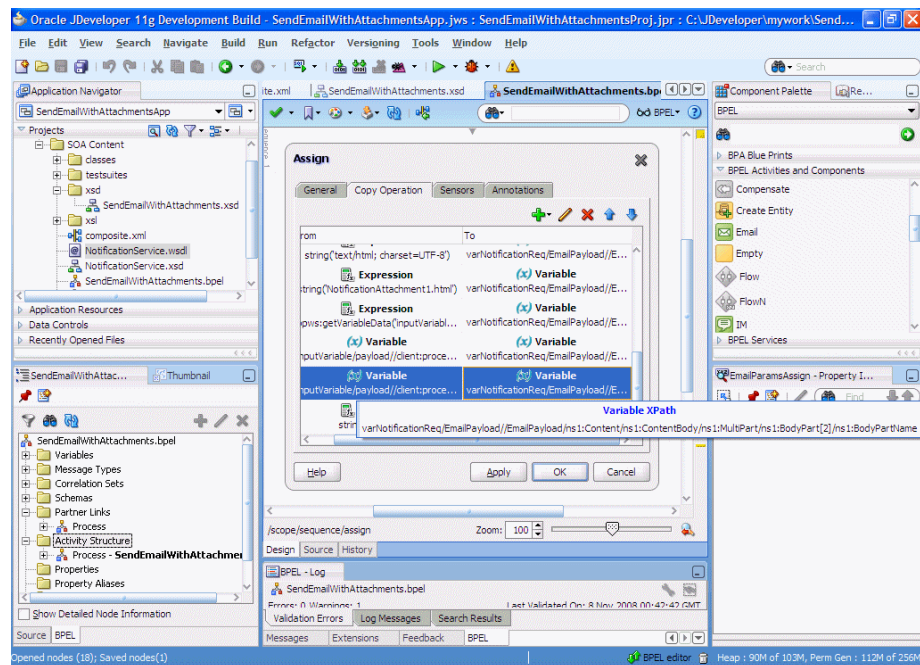 Oracle JDeveloper 11g Development Build - SendEmailWithAttachmentsApp.jws : SendEmailWithAttachmentsProj.jpr : C:\JDeveloper\mywork\Send...
File Edit View Search Navigate Build Run Refactor Versioning Tools Window Help
Search
Application Navigator
SendEmailWithAttachmentsApp
Projects
SOA Content
classes
testsuites
xsd
SendEmailWithAttachments.xsd
xsl
composite.xml
NotificationService.wsdl
NotificationService.xsd
SendEmailWithAttachments.bpel
Application Resources
Data Controls
Recently Opened Files
SendEmailWithAttac...
Thumbnail
SendEmailWithAttachments.bpel
Variables
Message Types
Correlation Sets
Schemas
Partner Links
Process
Activity Structure
Process - SendEmailWithAttachmer
Properties
Property Aliases
Show Detailed Node Information
Source BPEL
ite.xml
SendEmailWithAttachments.xsd
SendEmailWithAttachments.bp
BPEL
equence_1
Assign
General Copy Operation Sensors Annotations
rom To
string('text/html; charset=UTF-8') varNotificationReq/EmailPayload//E...
Expression (x) Variable
string('NotificationAttachment1.html') varNotificationReq/EmailPayload//E...
Expression (x) Variable
opws:getVariableData('inputVariabl... varNotificationReq/EmailPayload//E...
(x) Variable (x) Variable
nputVariable/payload//client:proce... varNotificationReq/EmailPayload//E...
(x) Variable (x) Variable
nputVariable/payload//client:proce... varNotificationReq/EmailPayload//E...
strin
Variable XPath
varNotificationReq/EmailPayload//EmailPayload/ns1:Content/ns1:ContentBody/ns1:MultiPart/ns1:BodyPart[2]/ns1:BodyPartName
Help Apply OK Cancel
/scope/sequence/assign
Zoom: 100
Design Source History
BPEL - Log
SendEmailWithAttachments.bpel
Errors: 0 Warnings: 1 Last Validated On: 8 Nov 2008 00:42:42 GMT
Validation Errors Log Messages Search Results
Messages Extensions Feedback BPEL
Component Palette
Re...
BPEL
BPA Blue Prints
BPEL Activities and Components
Compensate
Create Entity
Email
Empty
Flow
FlowN
IM
BPEL Services
EmailParamsAssign - Property I...
Find
Opened nodes (18); Saved nodes(1)
BPEL editor
Heap : 90M of 103M, Perm Gen : 112M of 256M